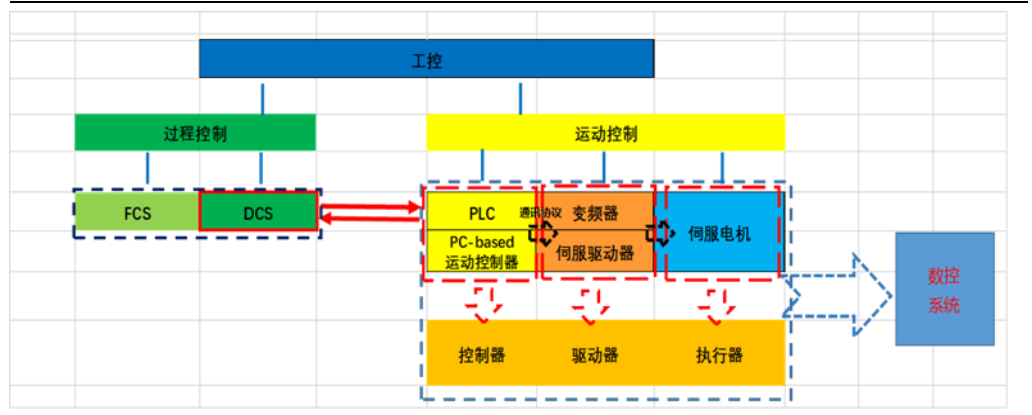 工控
过程控制
运动控制
FCS
DCS
PLC
通讯协议
变频器
PC-based
运动控制器
伺服驱动器
伺服电机
数控
系统
控制器
驱动器
执行器